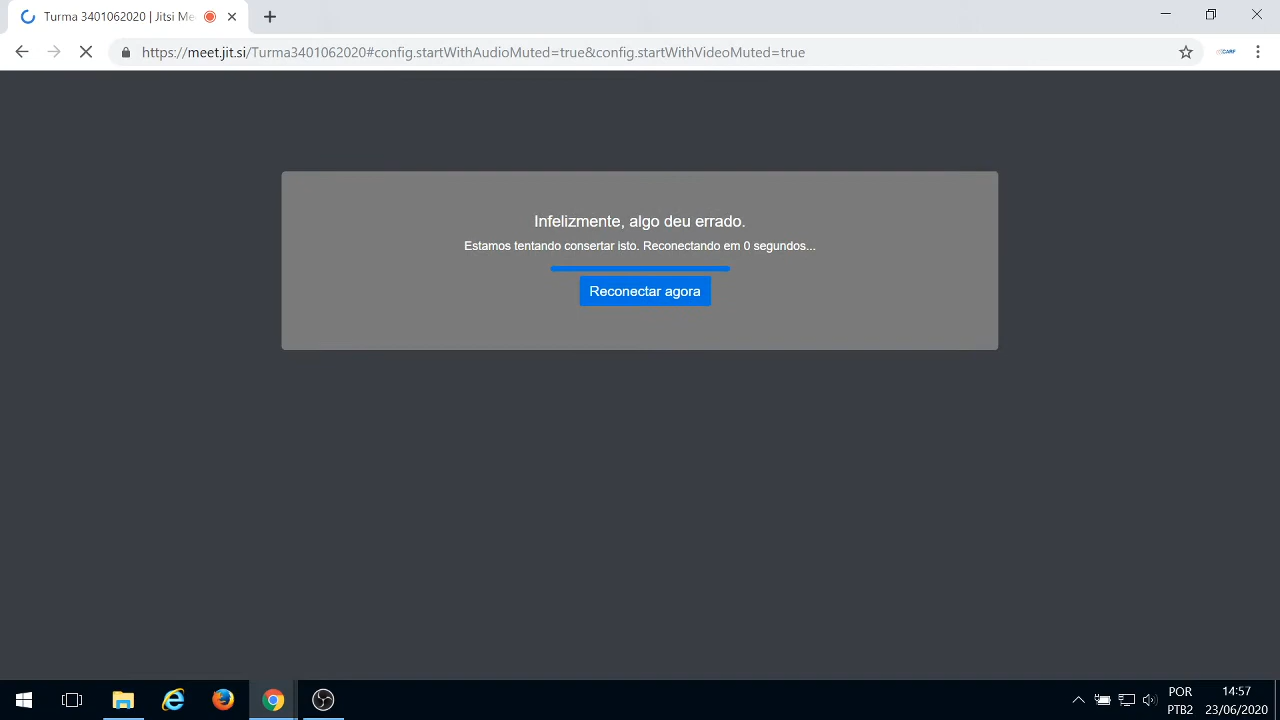 Turma 3401062020 | Jitsi Me
https://meet.jit.si/Turma3401062020#config.startWithAudioMuted=true&config.startWithVideoMuted=true
CARF
Infelizmente, algo deu errado.
Estamos tentando consertar isto. Reconectando em 0 segundos...
Reconectar agora
POR
PTB2
14:57
23/06/2020